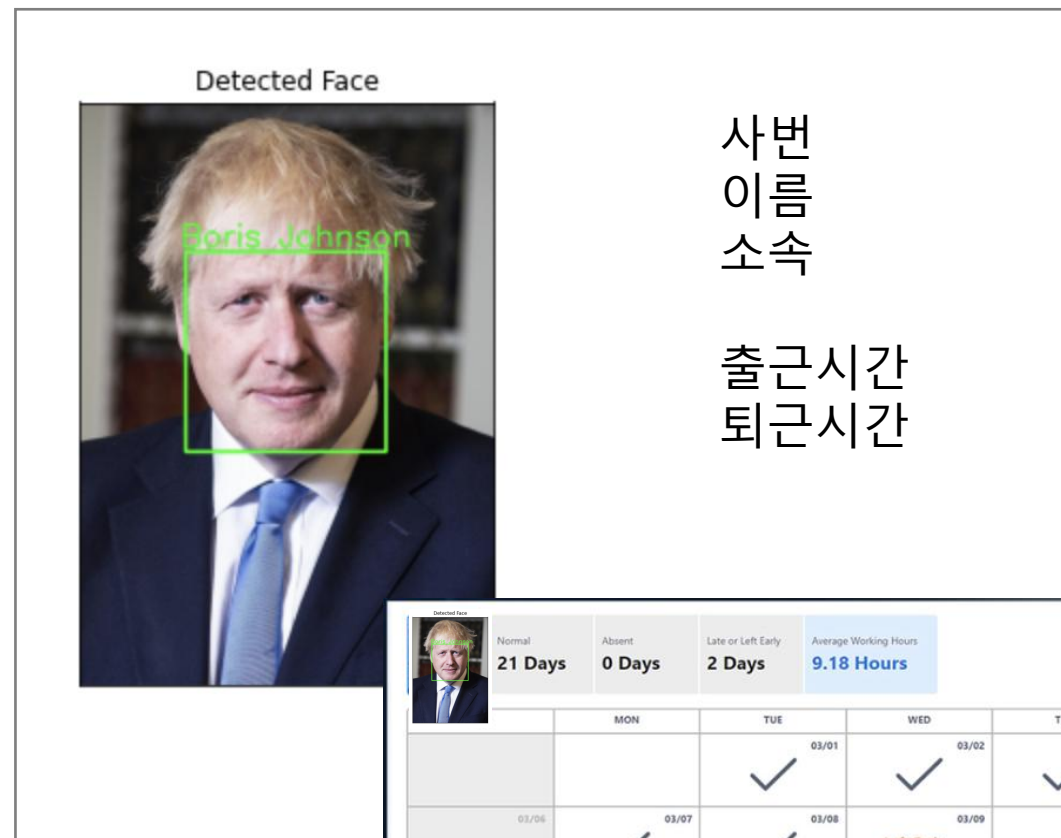 Detected Face
Boris Johnson
사번
이름
소속
출근시간
퇴근시간
Detected Face
Normal
21 Days
Absent
0 Days
Late or Left Early
2 Days
Average Working Hours
9.18 Hours
MON
TUE
WED
T
03/01
03/02
03/06
03/07
03/08
03/09